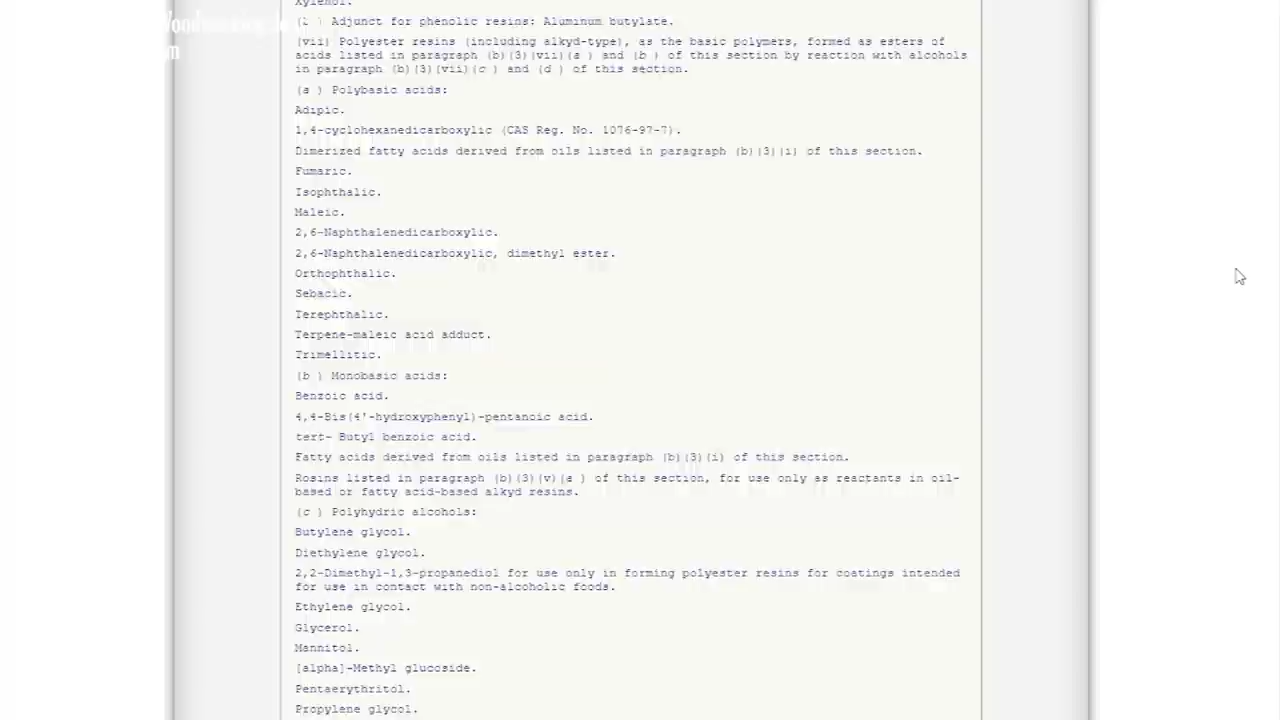 Xylenol.
( ) Adjunct for phenolic resins: Aluminum butylate.
(vii) Polyester resins (including alkyd-type), as the basic polymers, formed as esters of
acids listed in paragraph (b)(3)(vii)(a ) and (b ) of this section by reaction with alcohols
in paragraph (b)(3)(vii)(c ) and (d ) of this section.
(a ) Polybasic acids:
Adipic.
1,4-cyclohexanedicarboxylic (CAS Reg. No. 1076-97-7).
Dimerized fatty acids derived from oils listed in paragraph (b)(3)(i) of this section.
Fumaric.
Isophthalic.
Maleic.
2,6-Naphthalenedicarboxylic.
2,6-Naphthalenedicarboxylic, dimethyl ester.
Orthophthalic.
Sebacic.
Terephthalic.
Terpene-maleic acid adduct.
Trimellitic.
(b ) Monobasic acids:
Benzoic acid.
4,4-Bis(4'-hydroxyphenyl)-pentanoic acid.
tert- Butyl benzoic acid.
Fatty acids derived from oils listed in paragraph (b)(3)(i) of this section.
Rosins listed in paragraph (b)(3)(v)(a ) of this section, for use only as reactants in oil-
based or fatty acid-based alkyd resins.
(c ) Polyhydric alcohols:
Butylene glycol.
Diethylene glycol.
2,2-Dimethyl-1,3-propanediol for use only in forming polyester resins for coatings intended
for use in contact with non-alcoholic foods.
Ethylene glycol.
Glycerol.
Mannitol.
[alpha]-Methyl glucoside.
Pentaerythritol.
Propylene glycol.